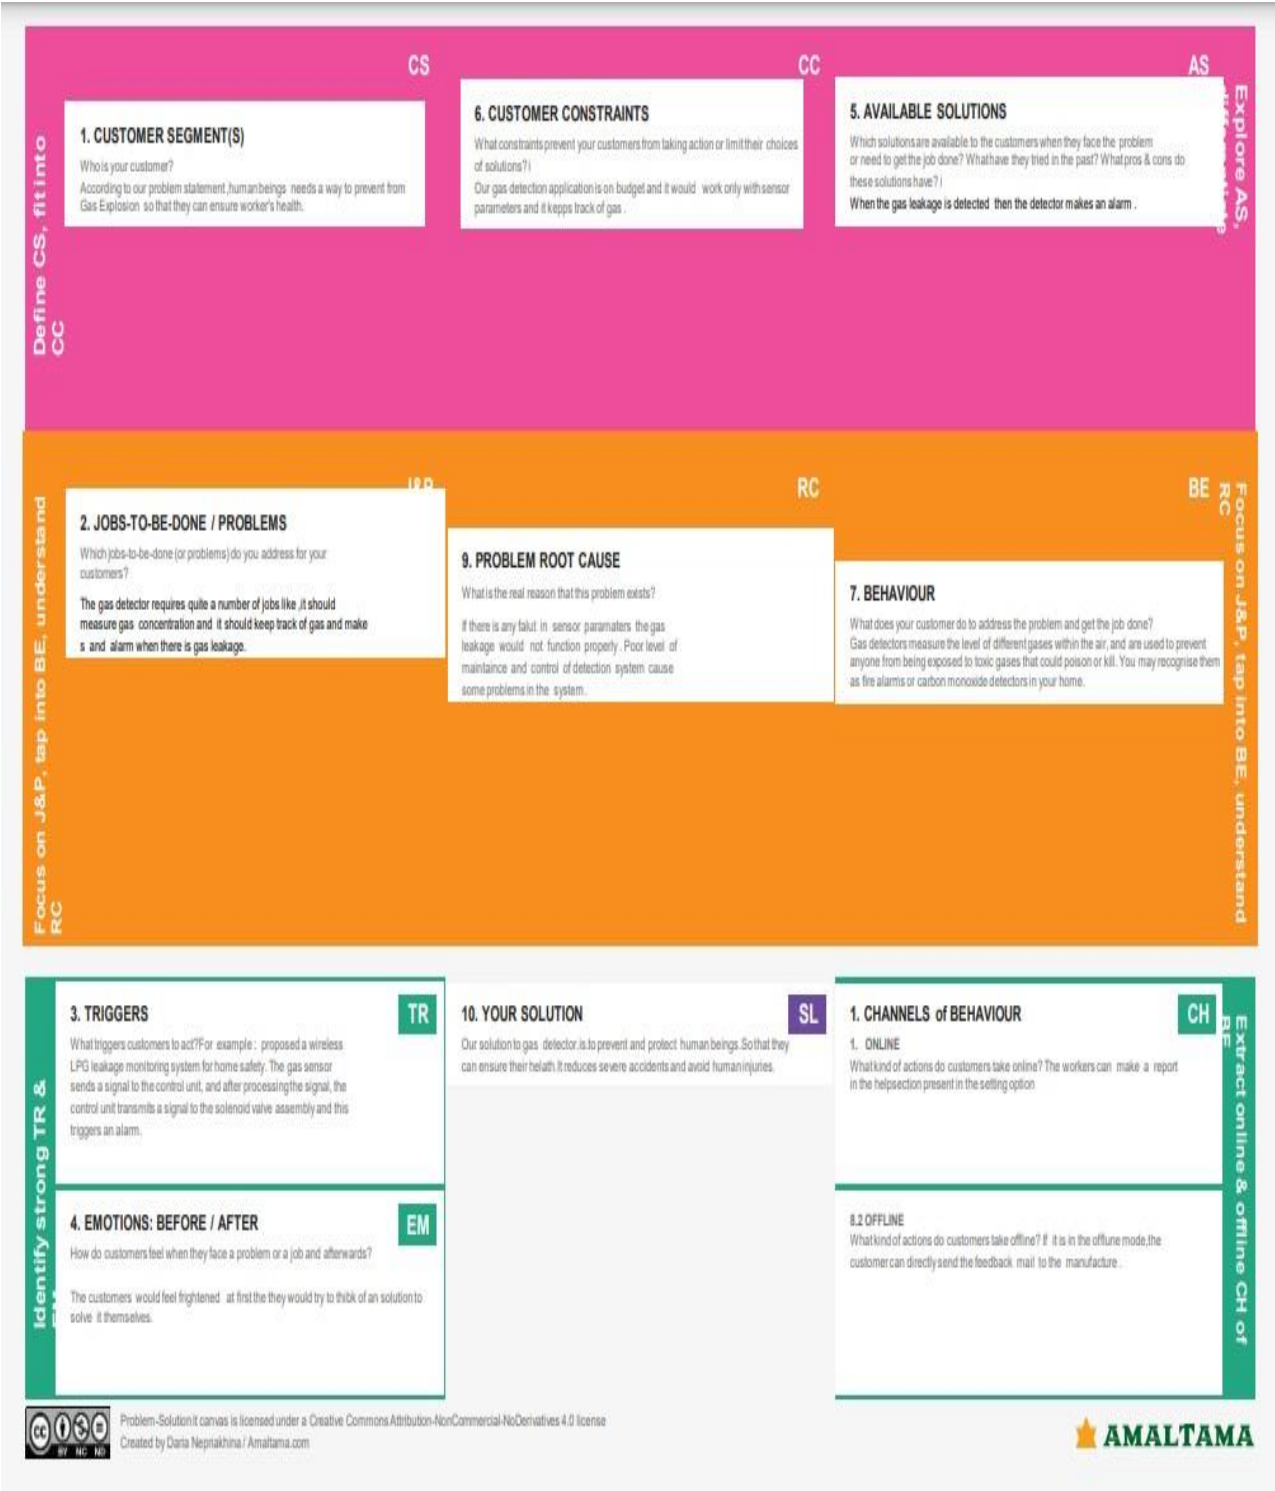 CS
1. CUSTOMER SEGMENT(S)
Who is your customer?
According to our problem statement,human beings needs a way to prevent from
Gas Explosion so that they can ensure worker's health.
CC
6. CUSTOMER CONSTRAINTS
What constraints prevent your customers from taking action or limit their choices
of solutions? i
Our gas detection application is on budget and it would work only with sensor
parameters and it kepps track of gas .
AS
5. AVAILABLE SOLUTIONS
Which solutions are available to the customers when they face the problem
or need to get the job done? What have they tried in the past? What pros & cons do
these solutions have? i
When the gas leakage is detected then the detector makes an alarm .
Define CS, fit into
CC
Explore AS,
J&P
2. JOBS-TO-BE-DONE / PROBLEMS
Which jobs-to-be-done (or problems) do you address for your
customers?
The gas detector requires quite a number of jobs like ,it should
measure gas concentration and it should keep track of gas and make
s and alarm when there is gas leakage.
RC
9. PROBLEM ROOT CAUSE
What is the real reason that this problem exists?
If there is any falut in sensor paramaters the gas
leakage would not function properly . Poor level of
maintaince and control of detection system cause
some problems in the system .
BE
7. BEHAVIOUR
What does your customer do to address the problem and get the job done?
Gas detectors measure the level of different gases within the air, and are used to prevent
anyone from being exposed to toxic gases that could poison or kill. You may recognise them
as fire alarms or carbon monoxide detectors in your home.
Focus on J&P, tap into BE, understand
RC
Focus on J&P, tap into BE, understand
RC
3. TRIGGERS
TR
What triggers customers to act?For example : proposed a wireless
LPG leakage monitoring system for home safety. The gas sensor
sends a signal to the control unit, and after processing the signal, the
control unit transmits a signal to the solenoid valve assembly and this
triggers an alarm.
4. EMOTIONS: BEFORE / AFTER
EM
How do customers feel when they face a problem or a job and afterwards?
The customers would feel frightened at first the they would try to thibk of an solution to
solve it themselves.
10. YOUR SOLUTION
SL
Our solution to gas detector .is .to prevent and protect human beings.So that they
can ensure their helath.It reduces severe accidents and avoid human injuries.
1. CHANNELS of BEHAVIOUR
CH
1. ONLINE
What kind of actions do customers take online? The workers can make a report
in the helpsection present in the setting option
8.2 OFFLINE
What kind of actions do customers take offline? If it is in the offlune mode,the
customer can directly send the feedback mail to the manufacture .
Identify strong TR &
Extract online & offline CH of
BE
BY NC ND
Problem-Solution it canvas is licensed under a Creative Commons Attribution-NonCommercial-NoDerivatives 4.0 license
Created by Daria Nepriakhina / Amaltama.com
AMALTAMA